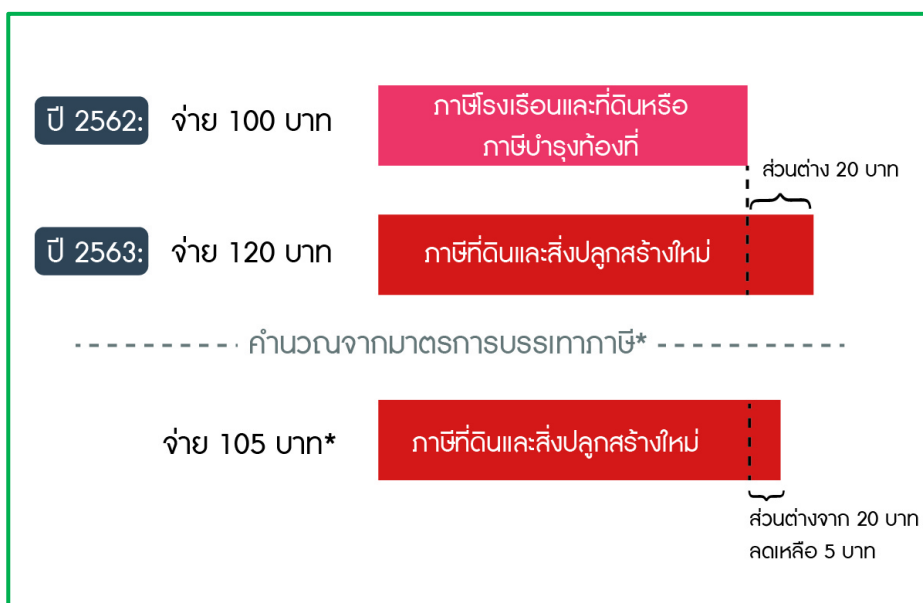 ปี 2562: จ่าย 100 บาท
ภาษีโรงเรือนและที่ดินหรือ
ภาษีบำรุงท้องที่
ส่วนต่าง 20 บาท
ปี 2563: จ่าย 120 บาท
ภาษีที่ดินและสิ่งปลูกสร้างใหม่
คำนวณจากมาตรการบรรเทาภาษี*
จ่าย 105 บาท*
ภาษีที่ดินและสิ่งปลูกสร้างใหม่
ส่วนต่างจาก 20 บาท
ลดเหลือ 5 บาท